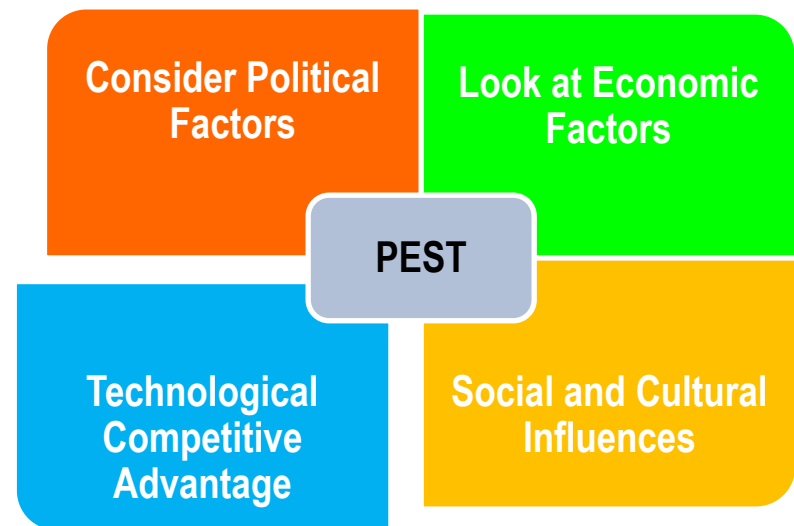 Consider Political
Factors
Look at Economic
Factors
PEST
Technological
Competitive
Advantage
Social and Cultural
Influences